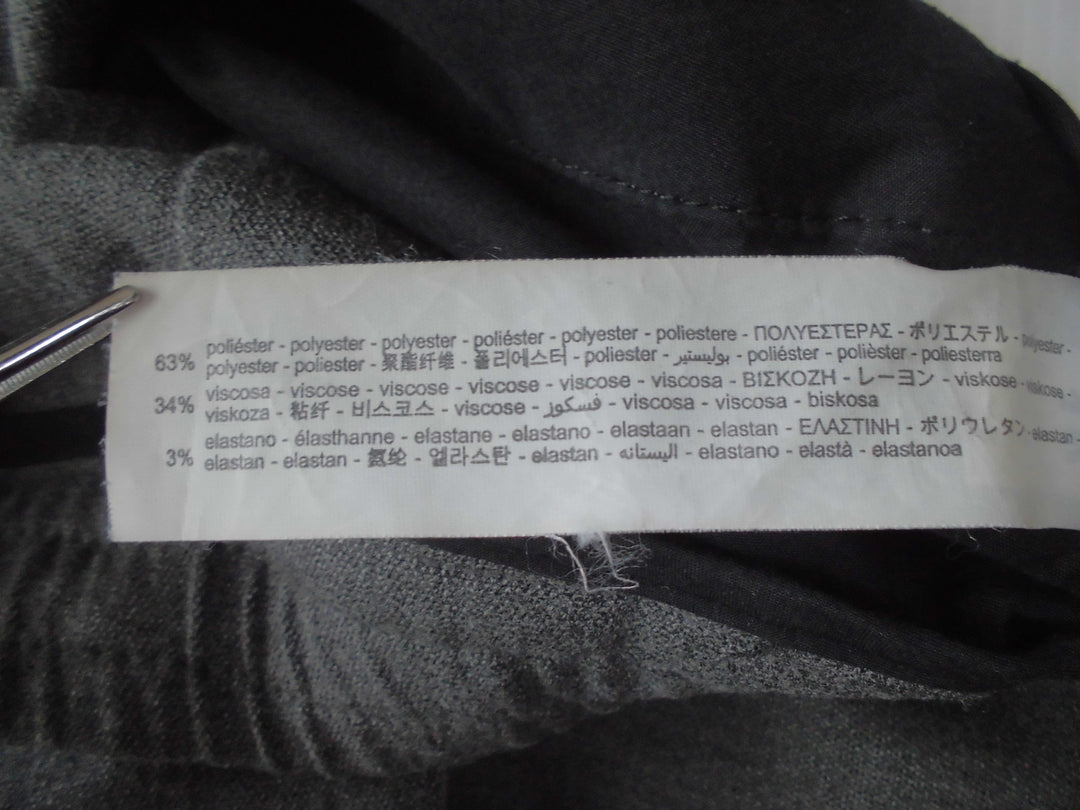 63% poliéster - polyester - polyester - poliéster - polyester - poliestere - ΠΟΛΥΕΣΤΕΡΑΣ - ポリエステル - polyester -
polyester - poliester - 聚酯纤维 - 폴리에스터 - poliester - بوليستير - poliéster - polièster - poliesterra
34% viscosa - viscose - viscose - viscose - viscose - viscosa - ΒΙΣΚΟΖΗ - レーヨン - viskose - viskose -
viskoza - 粘纤 - 비스코스 - viscose - فسكوز - viscosa - viscosa - biskosa
3% elastano - élasthanne - elastane - elastano - elastaan - elastan - ΕΛΑΣΤΙΝΗ - ポリウレタン - elastan -
elastan - elastan - 氨纶 - 엘라스탄 - elastan - اليستانه - elastano - elastà - elastanoa